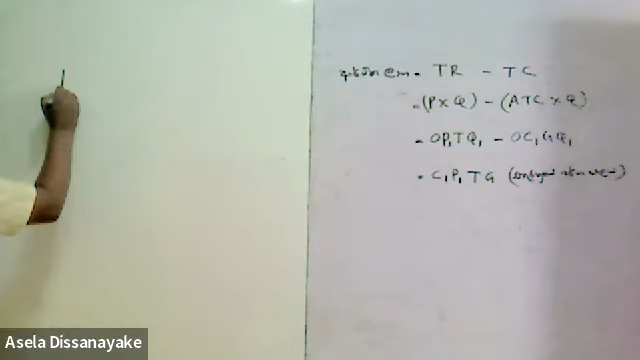 = TR - TC
= (P x Q) - (ATC x Q)
= OP₁TQ₁ - OC₁GQ₁
= C₁P₁TG
Asela Dissanayake